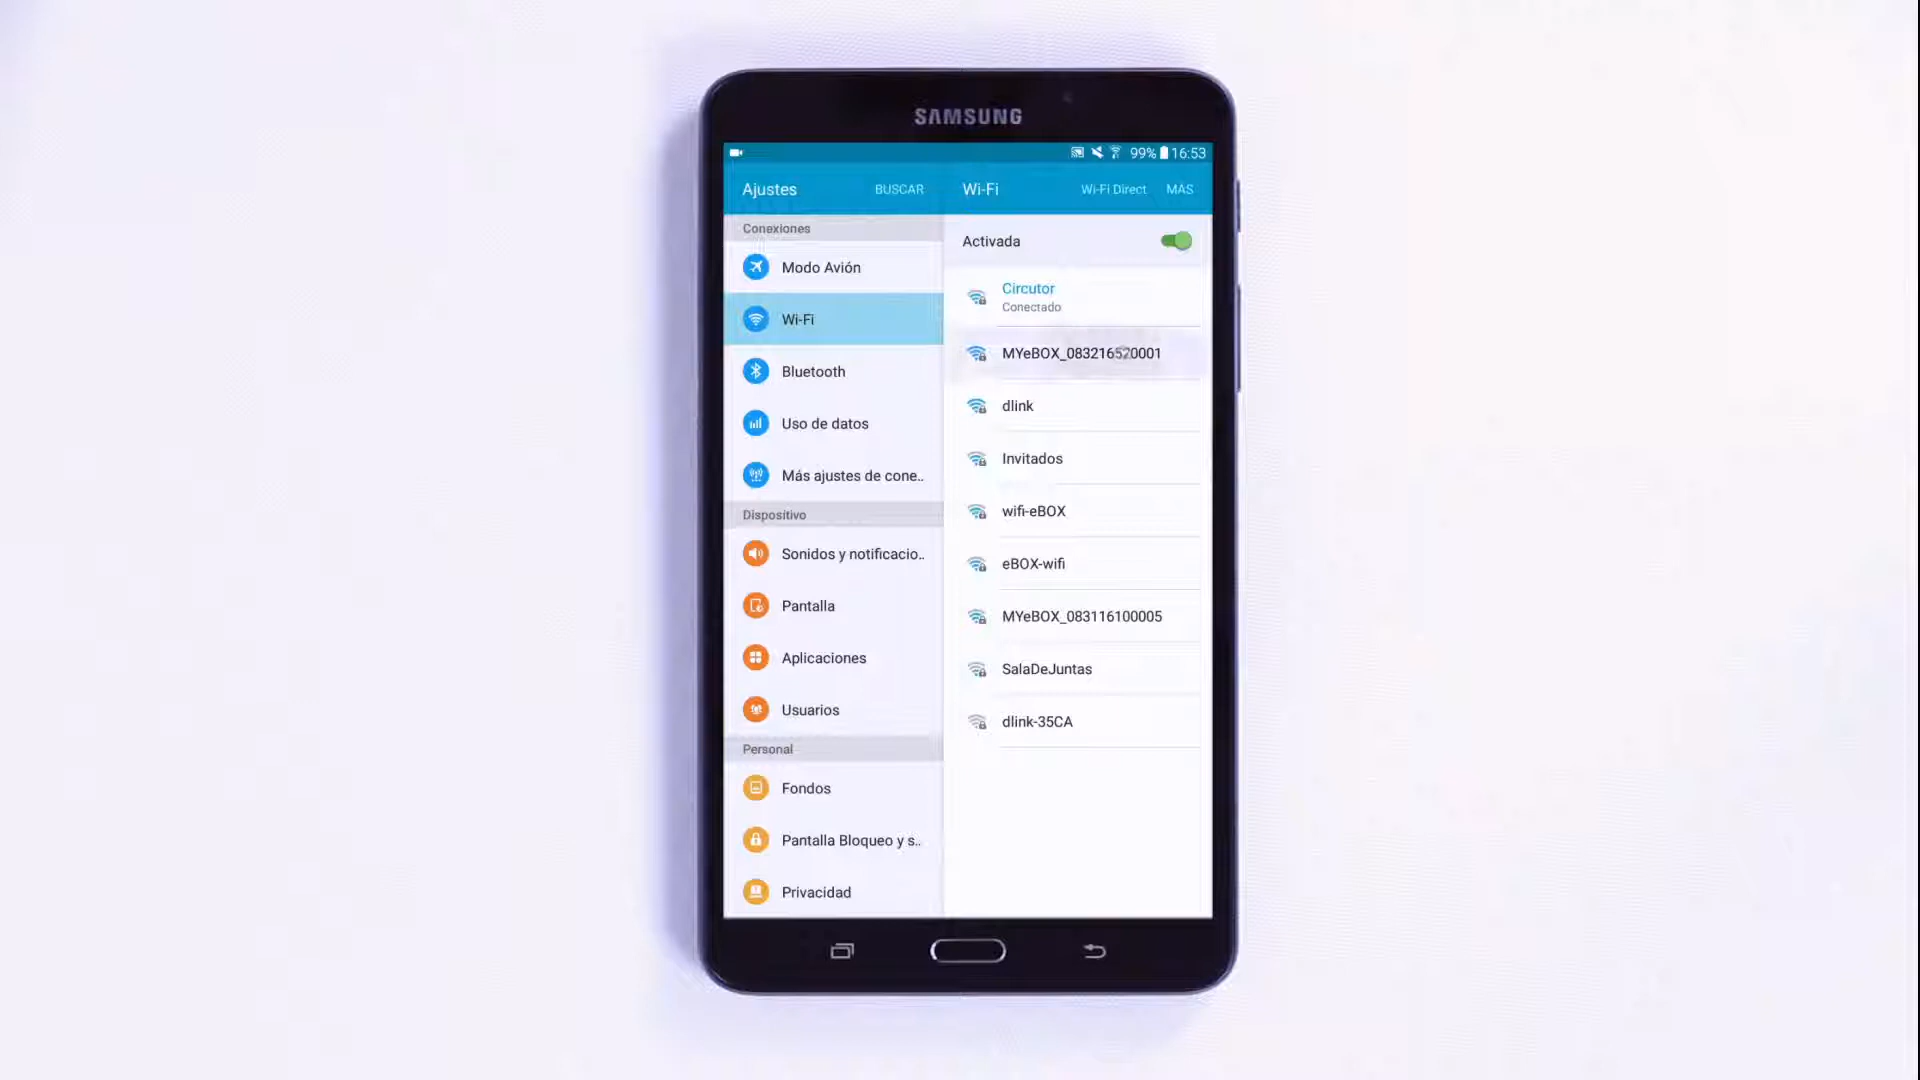 SAMSUNG
99% 16:53
Ajustes BUSCAR
Wi-Fi Wi-Fi Direct MÁS
Conexiones
Modo Avión
Wi-Fi
Bluetooth
Uso de datos
Más ajustes de cone..
Dispositivo
Sonidos y notificacio..
Pantalla
Aplicaciones
Usuarios
Personal
Fondos
Pantalla Bloqueo y s..
Privacidad
Activada
Circutor
Conectado
MYeBOX_083216520001
dlink
Invitados
wifi-eBOX
eBOX-wifi
MYeBOX_083116100005
SalaDeJuntas
dlink-35CA